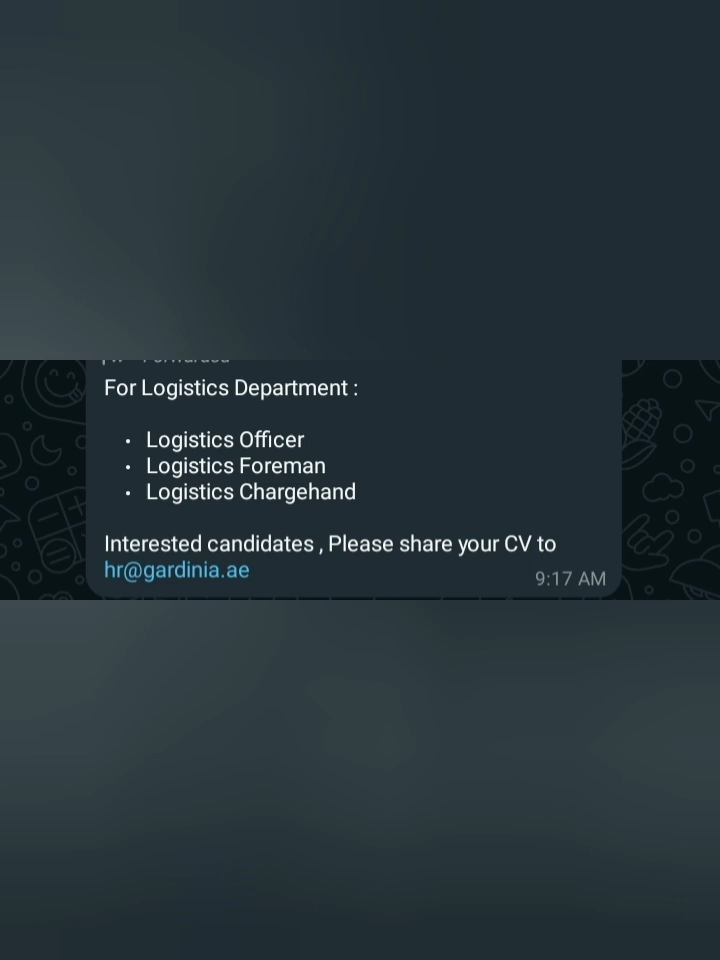 For Logistics Department :
• Logistics Officer
• Logistics Foreman
• Logistics Chargehand
Interested candidates , Please share your CV to
hr@gardinia.ae
9:17 AM